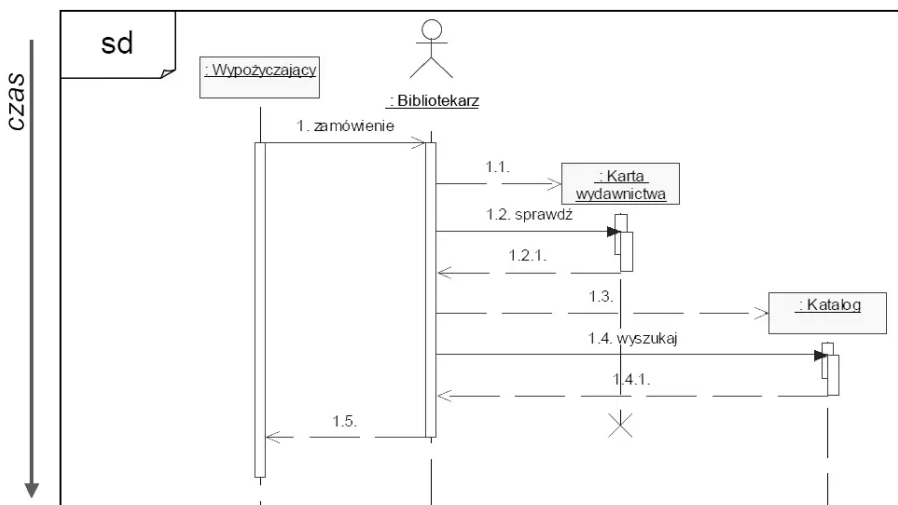 sd
czas
: Wypożyczający
: Bibliotekarz
1. zamówienie
1.1.
: Karta
wydawnictwa
1.2. sprawdź
1.2.1.
1.3.
: Katalog
1.4. wyszukaj
1.4.1.
1.5.